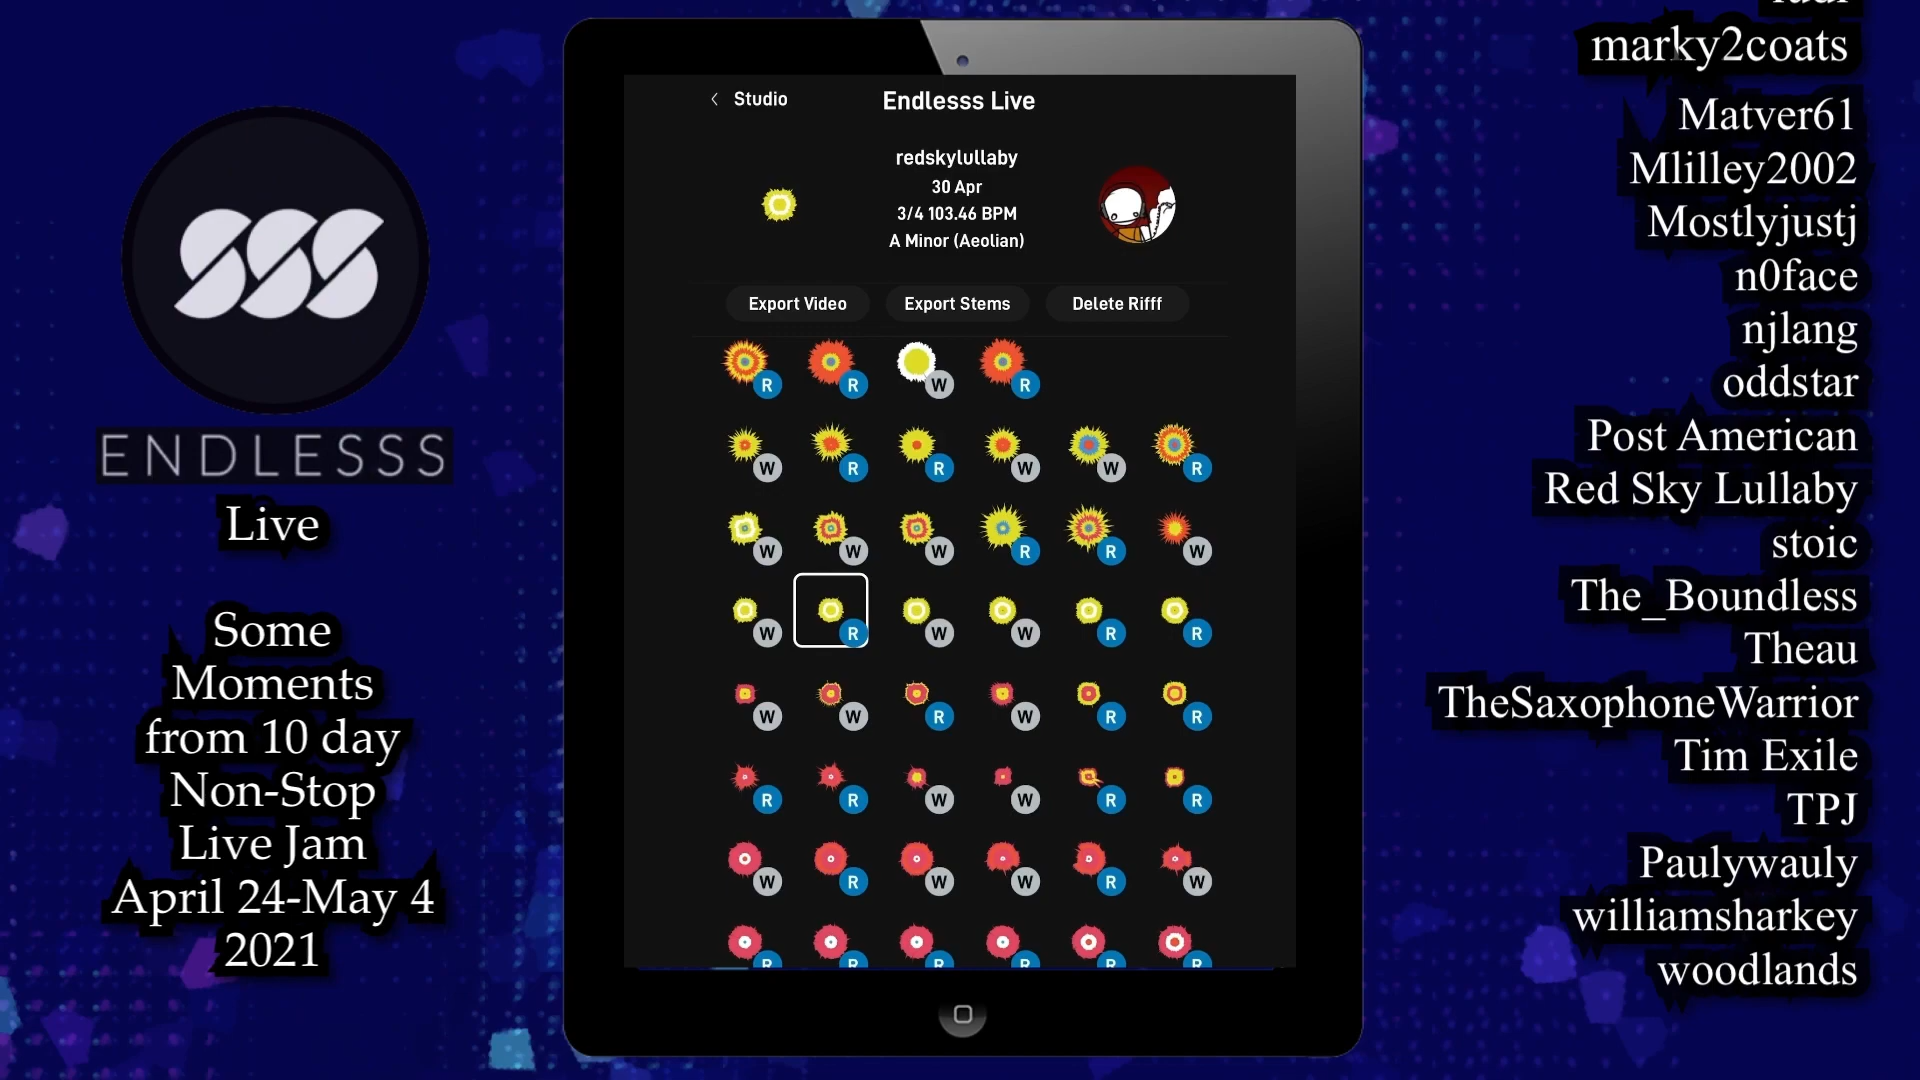 ENDLESSS
Live
Some
Moments
from 10 day
Non-Stop
Live Jam
April 24-May 4
2021
Studio
Endlesss Live
redskylullaby
30 Apr
3/4 103.46 BPM
A Minor (Aeolian)
Export Video
Export Stems
Delete Rifff
R R W R
W R R W W R
W W W R R W
W R W W R R
W W R W R R
R R W W R R
W R W W R W
R R R R R R
marky2coats
Matver61
Mlilley2002
Mostlyjustj
n0face
njlang
oddstar
Post American
Red Sky Lullaby
stoic
The_Boundless
Theau
TheSaxophoneWarrior
Tim Exile
TPJ
Paulywauly
williamsharkey
woodlands